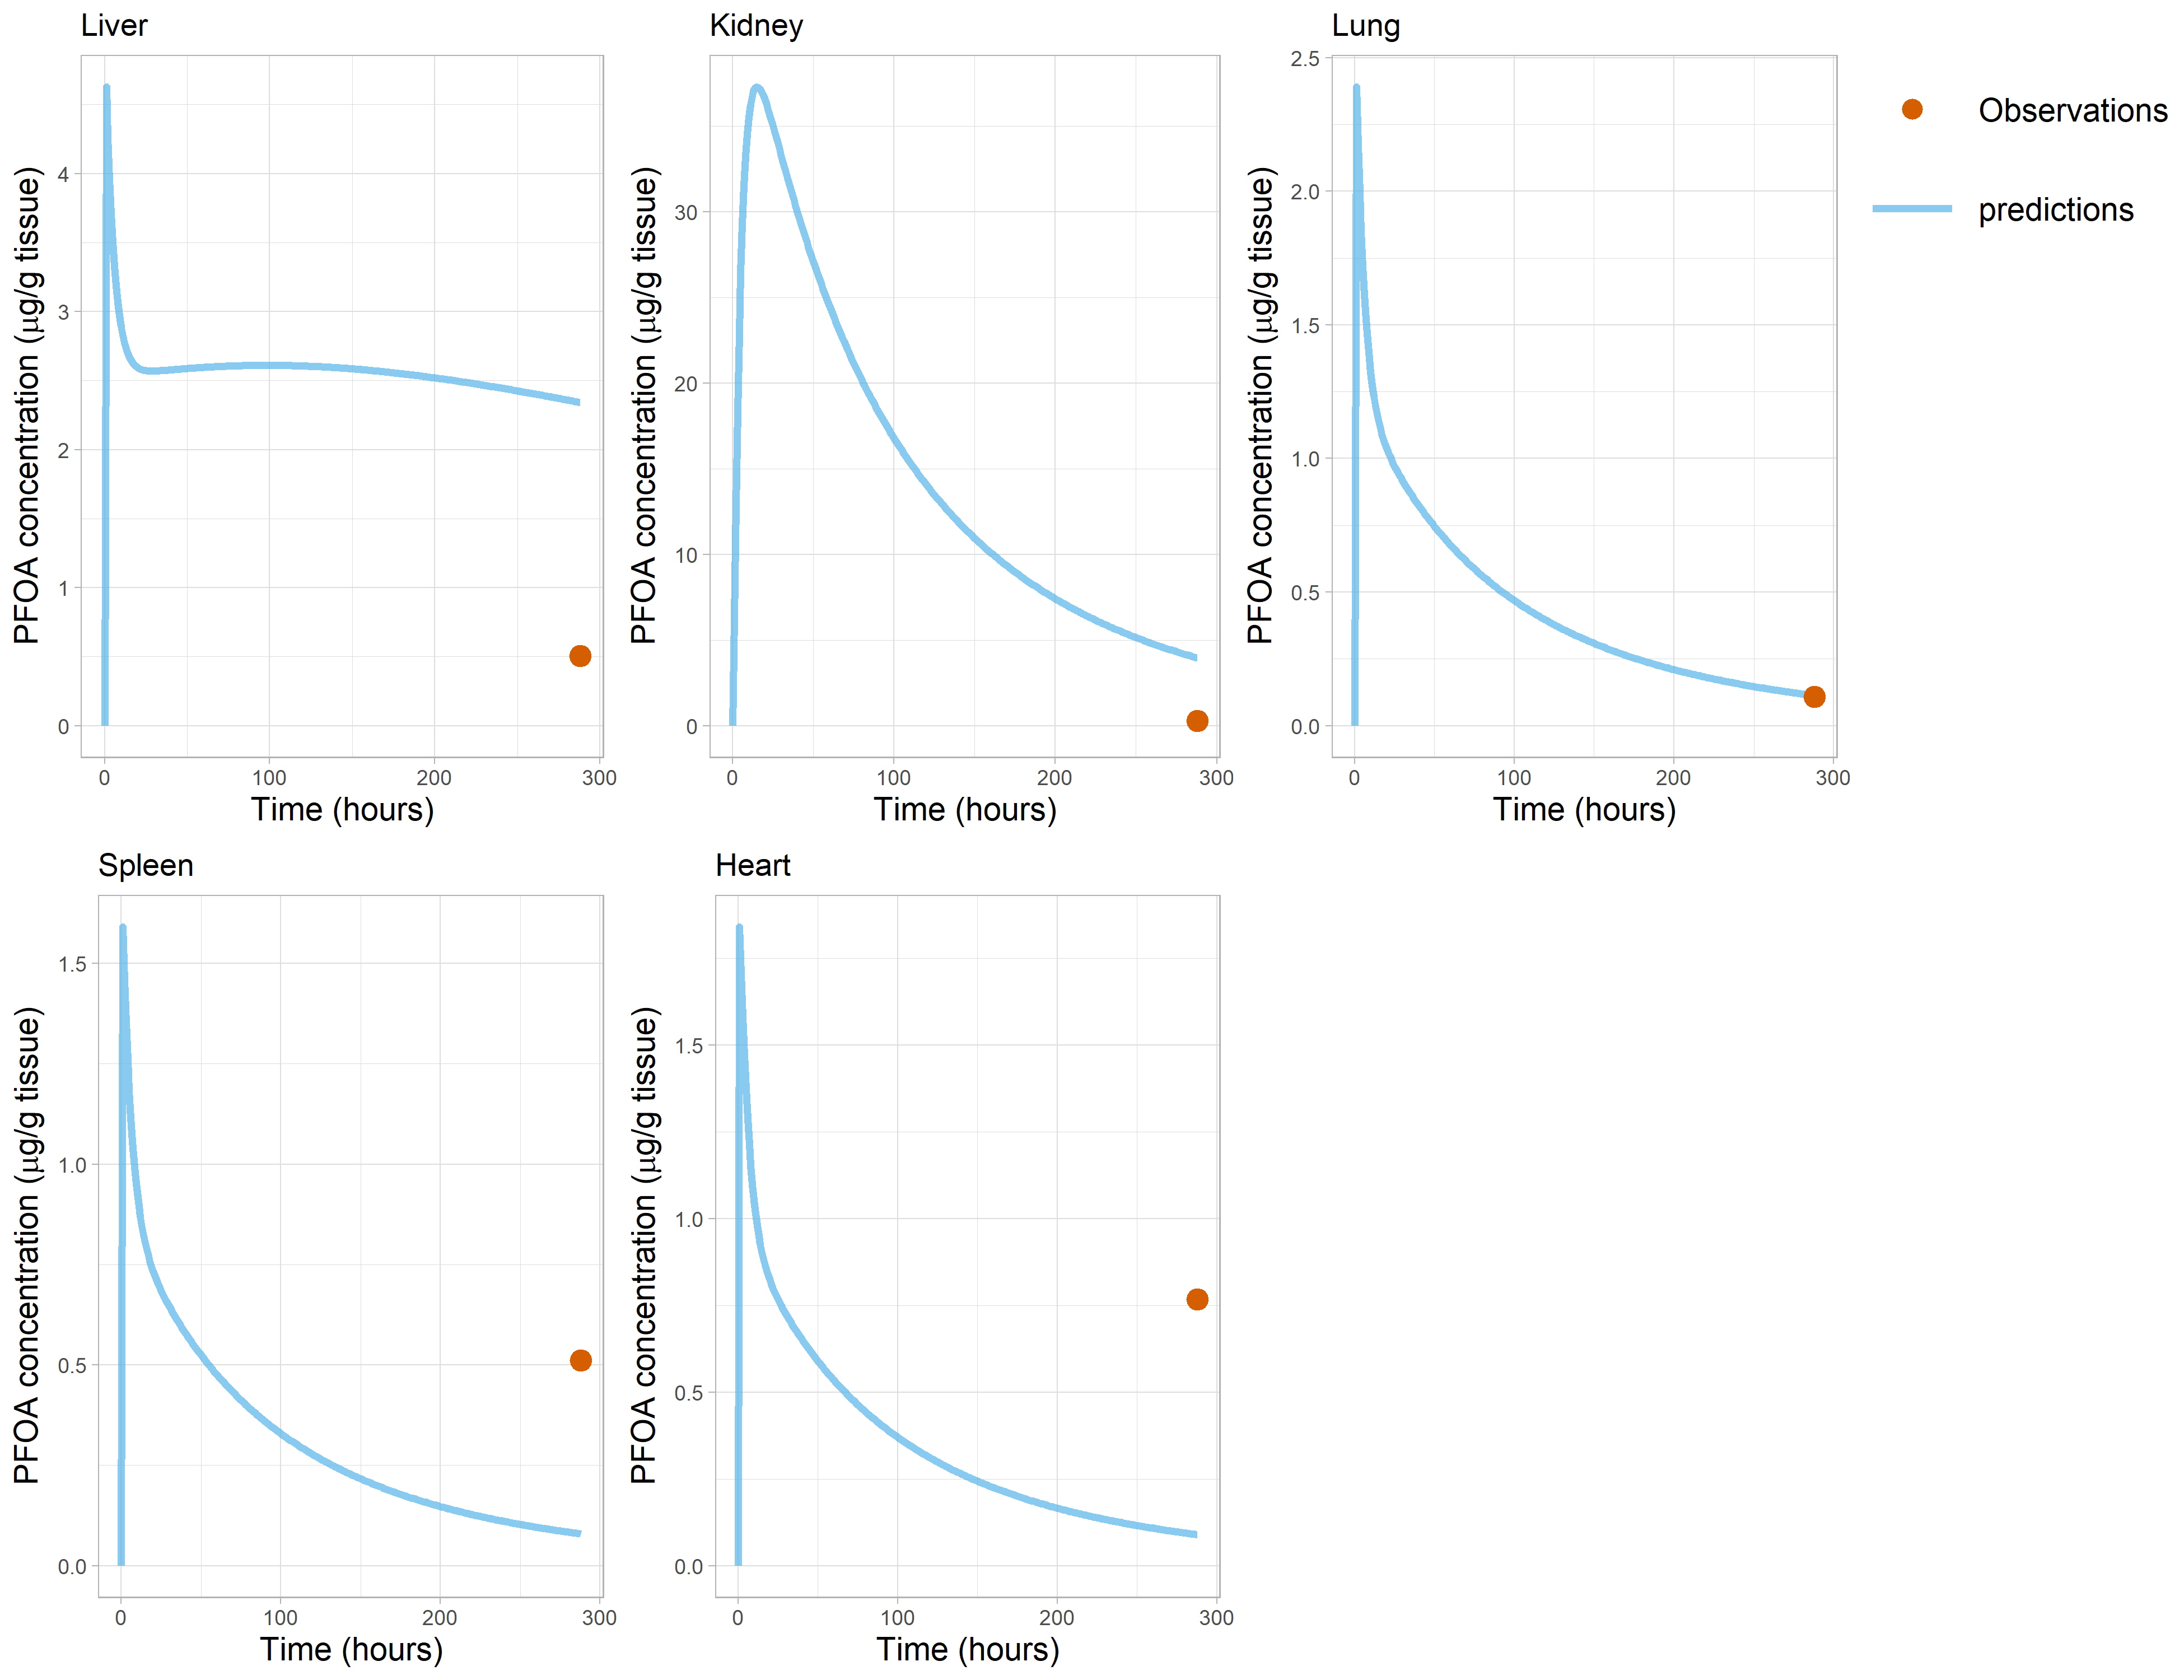 Liver
PFOA concentration (μg/g tissue)
4
3
2
1
0
0 100 200 300
Time (hours)
Kidney
PFOA concentration (μg/g tissue)
30
20
10
0
0 100 200 300
Time (hours)
Lung
PFOA concentration (μg/g tissue)
2.5
2.0
1.5
1.0
0.5
0.0
0 100 200 300
Time (hours)
Observations
predictions
Spleen
PFOA concentration (μg/g tissue)
1.5
1.0
0.5
0.0
0 100 200 300
Time (hours)
Heart
PFOA concentration (μg/g tissue)
1.5
1.0
0.5
0.0
0 100 200 300
Time (hours)